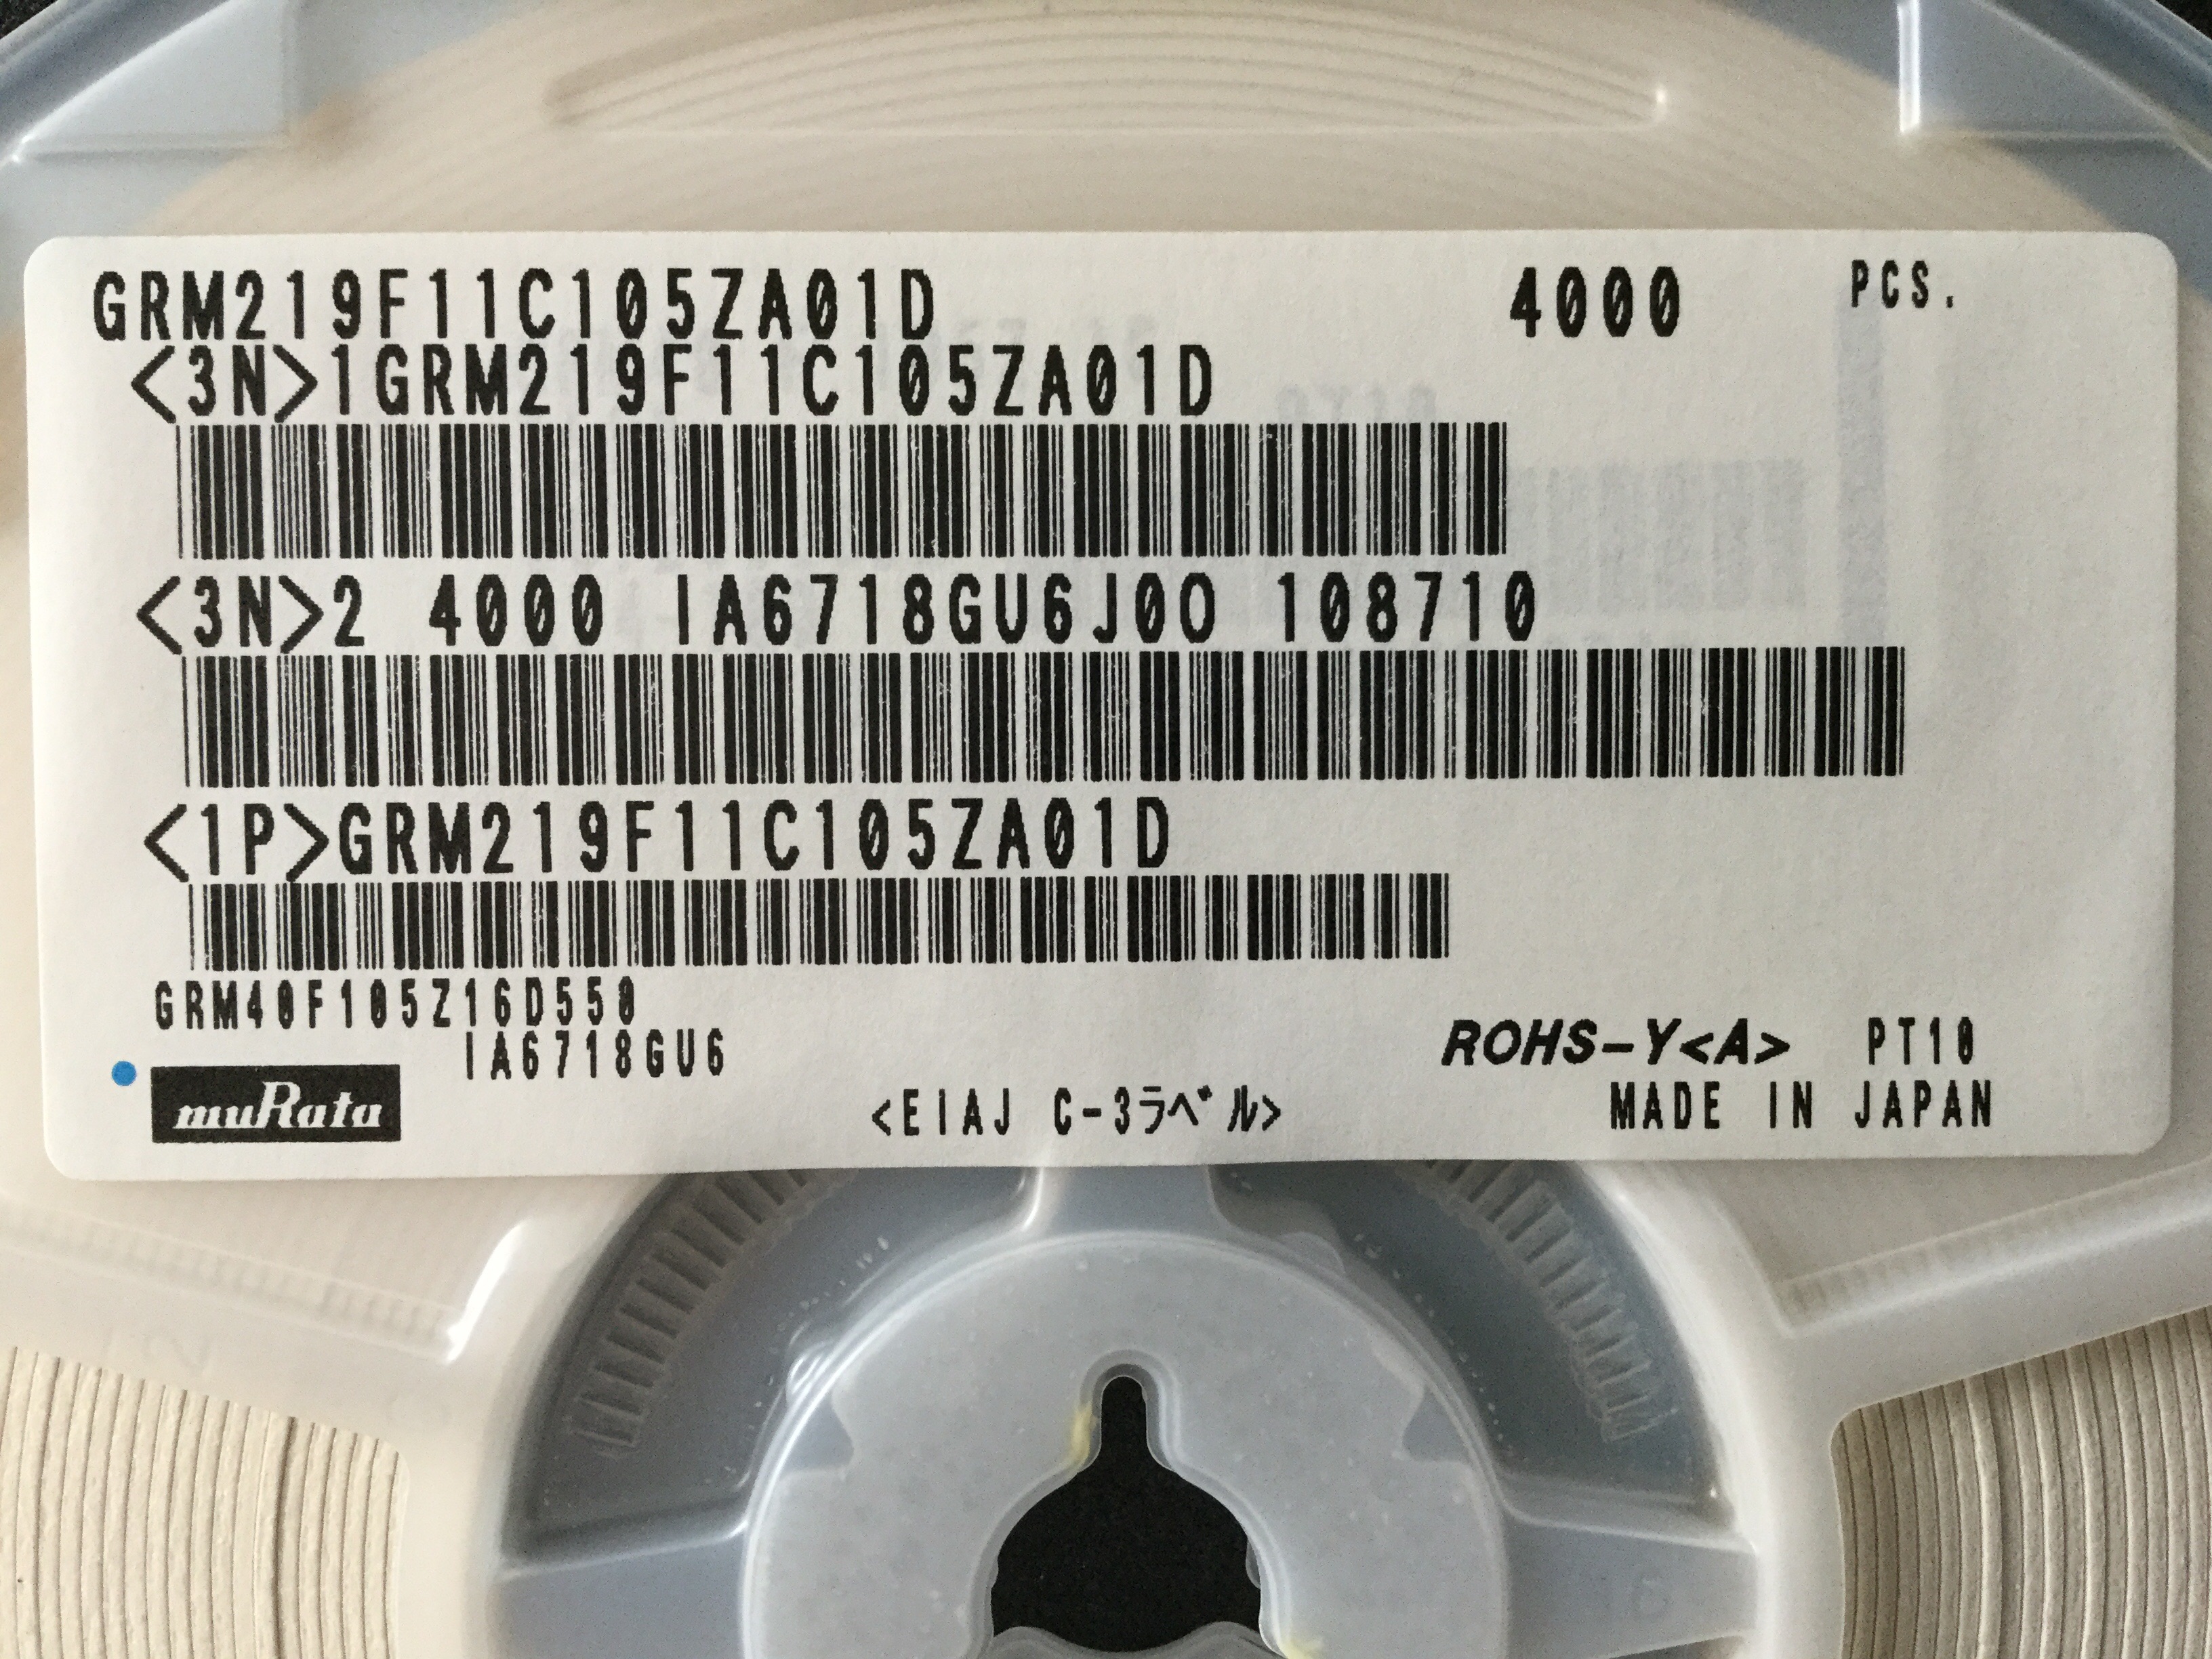 GRM219F11C105ZA01D 4000 PCS.
<3N>1GRM219F11C105ZA01D
<3N>2 4000 IA6718GU6J0O 108710
<1P>GRM219F11C105ZA01D
GRM40F105Z16D550
IA6718GU6
ROHS-Y<A> PT10
muRata
<EIAJ C-3ラベル>
MADE IN JAPAN